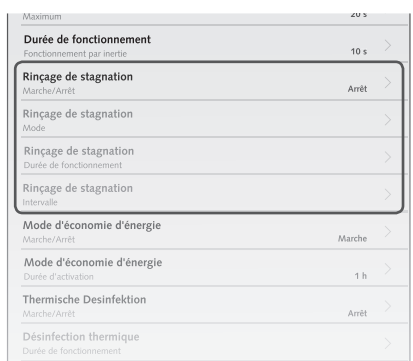 Maximum 20 s
Durée de fonctionnement
Fonctionnement par inertie 10 s
Rinçage de stagnation
Marche/Arrêt Arrêt
Rinçage de stagnation
Mode
Rinçage de stagnation
Durée de fonctionnement
Rinçage de stagnation
Intervalle
Mode d'économie d'énergie
Marche/Arrêt Marche
Mode d'économie d'énergie
Durée d'activation 1 h
Thermische Desinfektion
Marche/Arrêt Arrêt
Désinfection thermique
Durée de fonctionnement